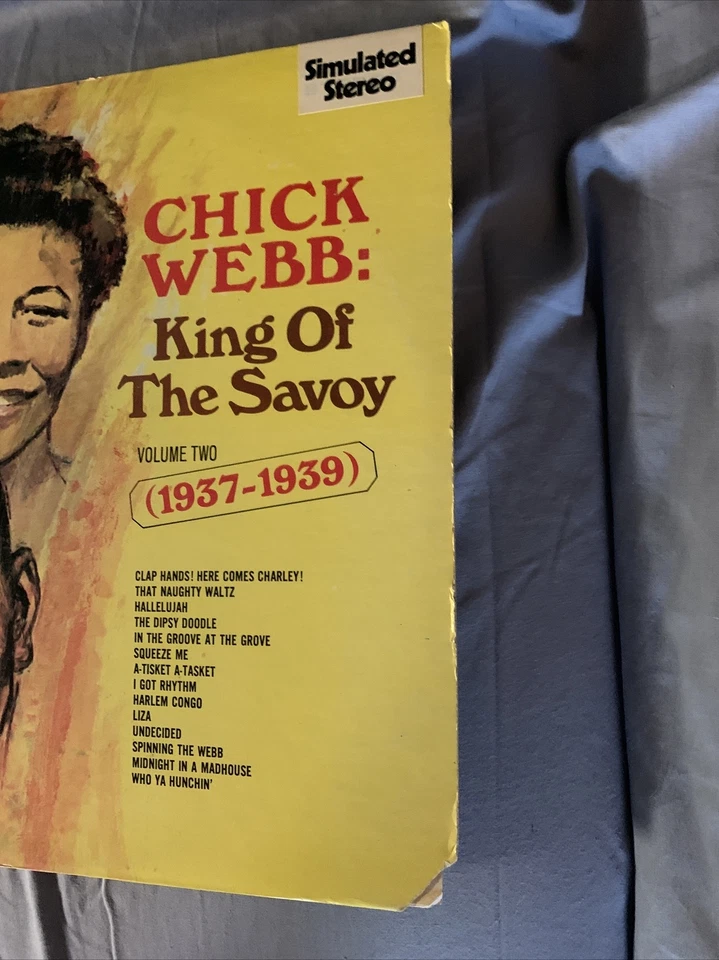 Simulated
Stereo
CHICK
WEBB:
King Of
The Savoy
VOLUME TWO
(1937-1939)
CLAP HANDS! HERE COMES CHARLEY!
THAT NAUGHTY WALTZ
HALLELUJAH
THE DIPSY DOODLE
IN THE GROOVE AT THE GROVE
SQUEEZE ME
A-TISKET A-TASKET
I GOT RHYTHM
HARLEM CONGO
LIZA
UNDECIDED
SPINNING THE WEBB
MIDNIGHT IN A MADHOUSE
WHO YA HUNCHIN'